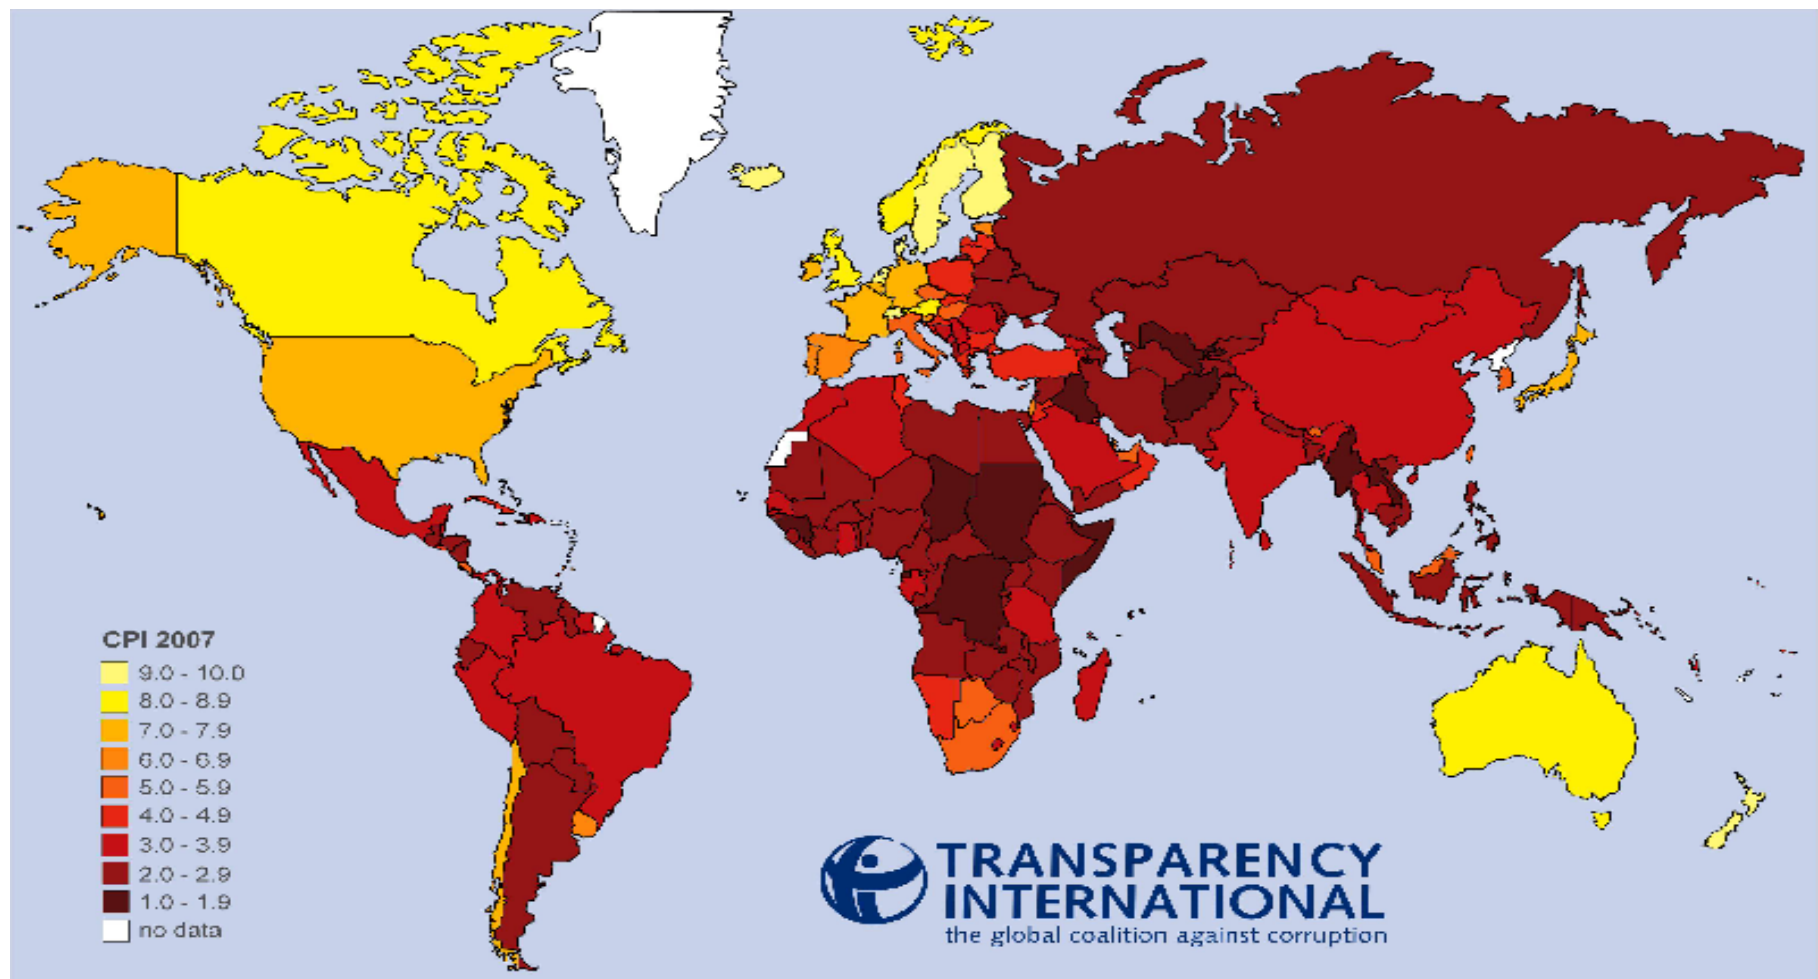 CPI 2007
9.0 - 10.0
8.0 - 8.9
7.0 - 7.9
6.0 - 6.9
5.0 - 5.9
4.0 - 4.9
3.0 - 3.9
2.0 - 2.9
1.0 - 1.9
no data
TRANSPARENCY
INTERNATIONAL
the global coalition against corruption